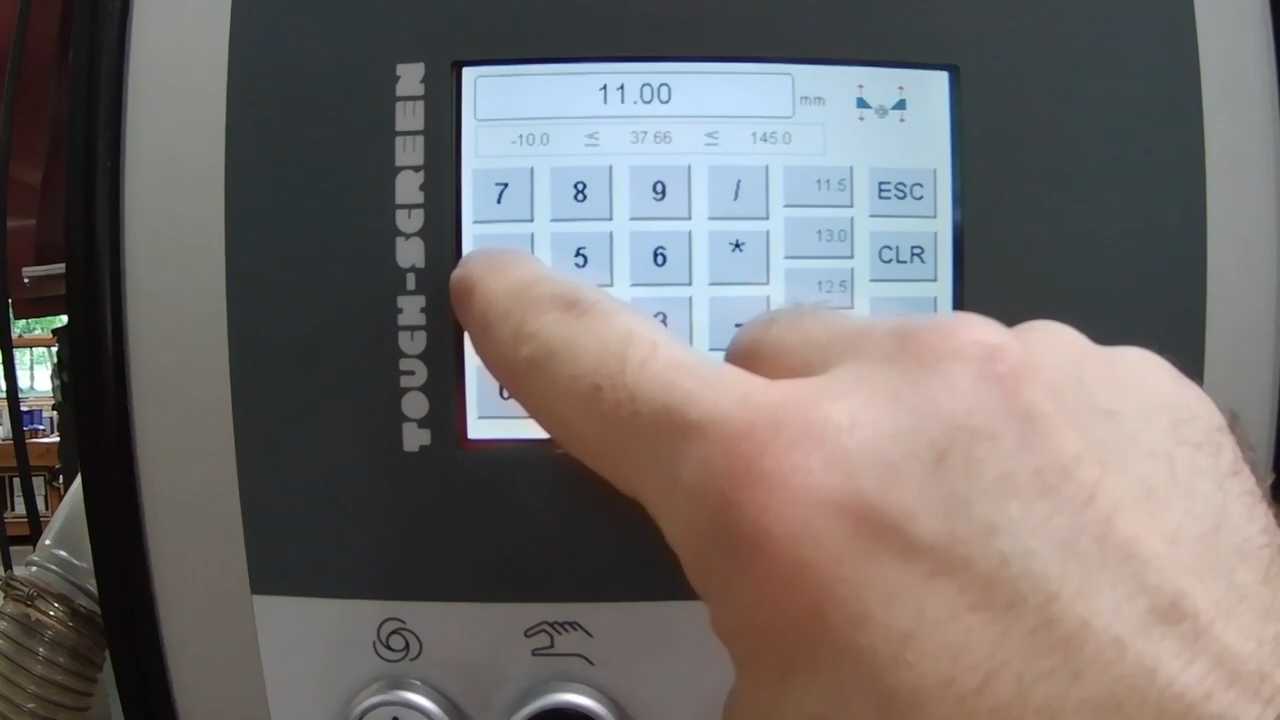 TOUCH-SCREEN
11.00 mm
-10.0 ≤ 37.66 ≤ 145.0
7 8 9 / 11.5 ESC
5 6 * 13.0 CLR
12.5
3 -
0